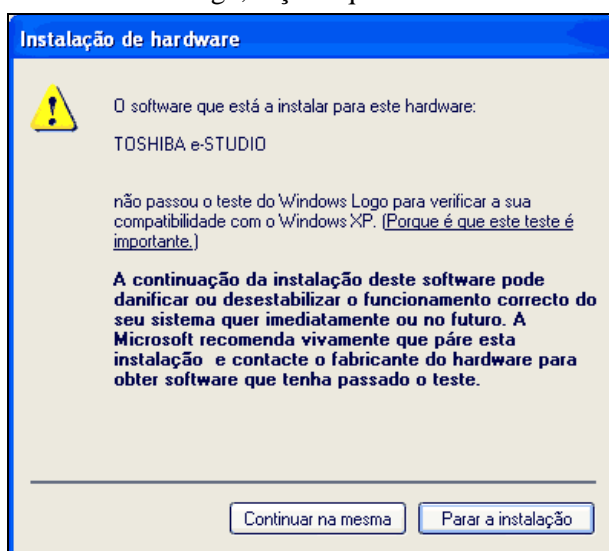 Instalação de hardware
O software que está a instalar para este hardware:
TOSHIBA e-STUDIO
não passou o teste do Windows Logo para verificar a sua
compatibilidade com o Windows XP. (Porque é que este teste é
importante.)
A continuação da instalação deste software pode
danificar ou desestabilizar o funcionamento correcto do
seu sistema quer imediatamente ou no futuro. A
Microsoft recomenda vivamente que páre esta
instalação e contacte o fabricante do hardware para
obter software que tenha passado o teste.
Continuar na mesma Parar a instalação